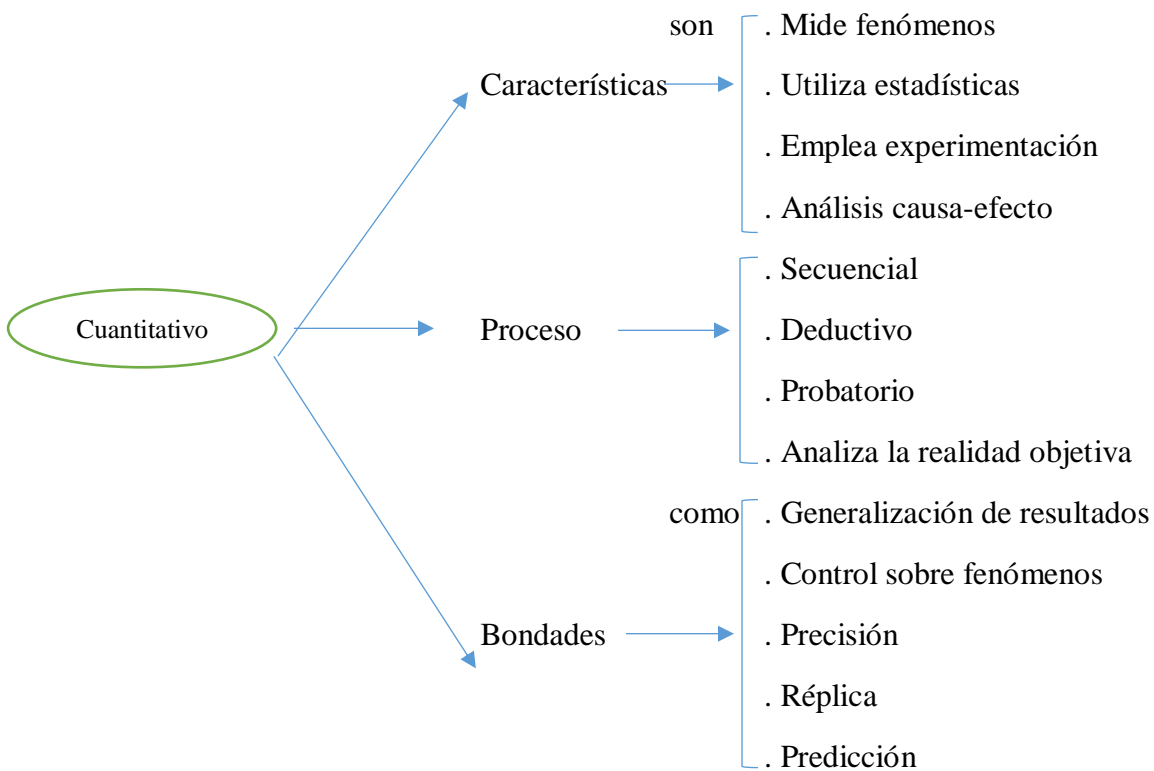 son . Mide fenómenos
Características . Utiliza estadísticas
. Emplea experimentación
. Análisis causa-efecto
. Secuencial
Cuantitativo Proceso . Deductivo
. Probatorio
. Analiza la realidad objetiva
como . Generalización de resultados
. Control sobre fenómenos
Bondades . Precisión
. Réplica
. Predicción